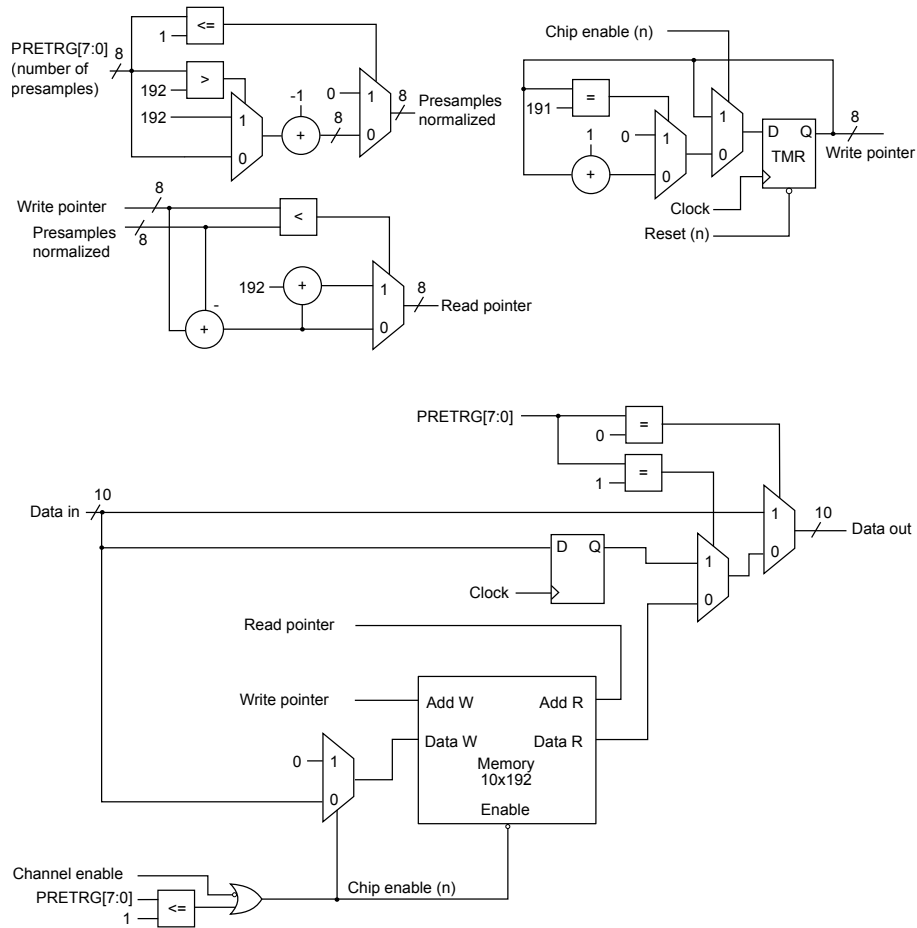 <=
1
PRETRG[7:0]
(number of
presamples)
8
>
192
192
1
0
-1
+
8
0
1
0
8
Presamples
normalized
Chip enable (n)
=
191
0
1
0
1
+
1
0
D Q
TMR
8
Write pointer
Clock
Reset (n)
Write pointer
8
Presamples
normalized
8
<
192
+
-
+
1
0
8
Read pointer
PRETRG[7:0]
=
0
=
1
Data in
10
1
0
10
Data out
D Q
Clock
1
0
Read pointer
Write pointer
Add W Add R
Data W Data R
Memory
10x192
Enable
0
1
0
Channel enable
PRETRG[7:0]
<=
1
Chip enable (n)